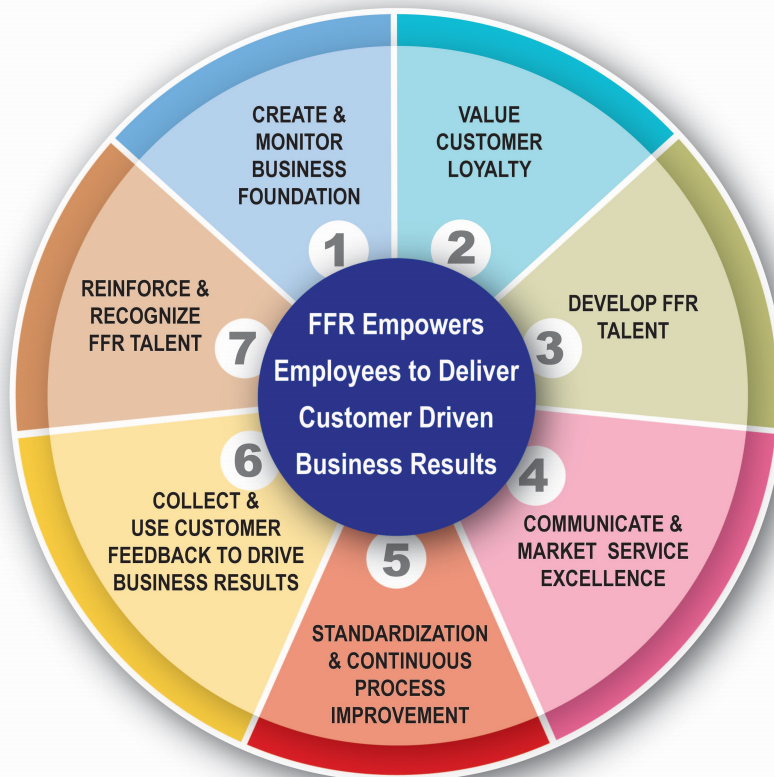 CREATE &
MONITOR
BUSINESS
FOUNDATION
1
VALUE
CUSTOMER
LOYALTY
2
DEVELOP FFR
TALENT
3
COMMUNICATE &
MARKET SERVICE
EXCELLENCE
4
STANDARDIZATION
& CONTINUOUS
PROCESS
IMPROVEMENT
5
COLLECT &
USE CUSTOMER
FEEDBACK TO DRIVE
BUSINESS RESULTS
6
REINFORCE &
RECOGNIZE
FFR TALENT
7
FFR Empowers
Employees to Deliver
Customer Driven
Business Results